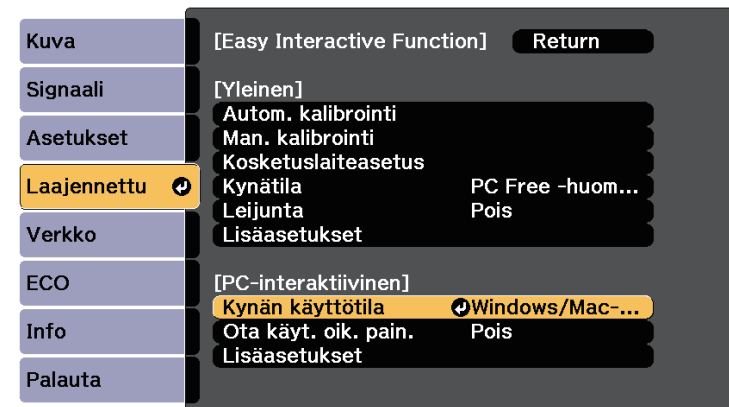 Kuva
Signaali
Asetukset
Laajennettu
Verkko
ECO
Info
Palauta
[Easy Interactive Function] Return
[Yleinen]
Autom. kalibrointi
Man. kalibrointi
Kosketuslaiteasetus
Kynätila PC Free -huom...
Leijunta Pois
Lisäasetukset
[PC-interaktiivinen]
Kynän käyttötila Windows/Mac-...
Ota käyt. oik. pain. Pois
Lisäasetukset